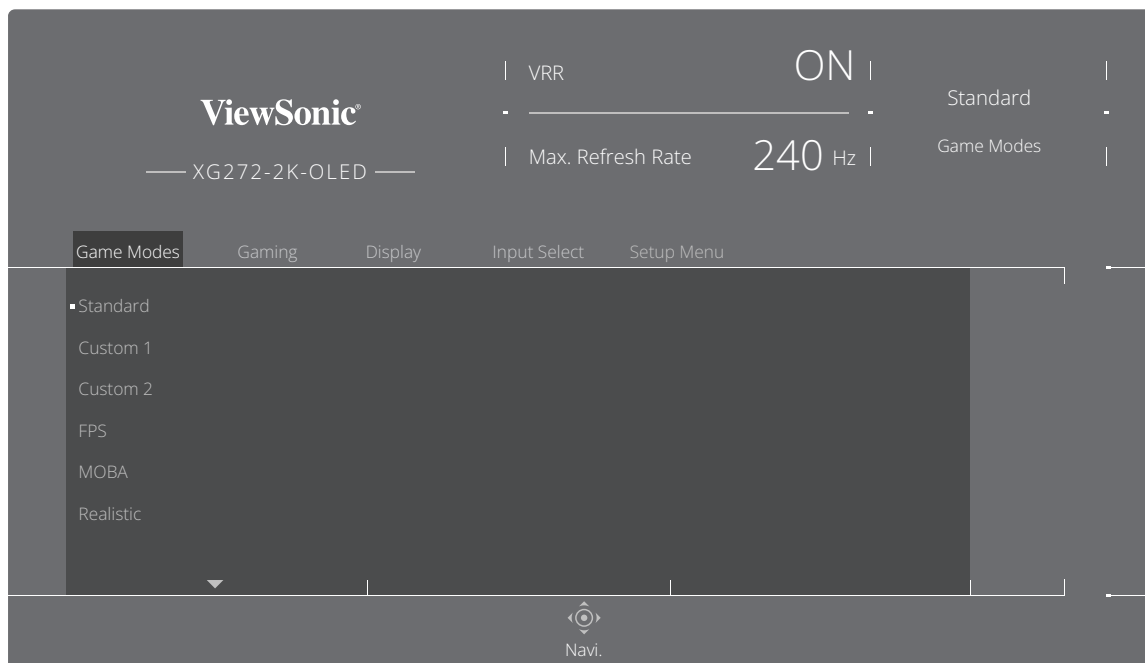 ViewSonic®
XG272-2K-OLED
VRR ON
Max. Refresh Rate 240 Hz
Standard
Game Modes
Game Modes Gaming Display Input Select Setup Menu
Standard
Custom 1
Custom 2
FPS
MOBA
Realistic
Navi.